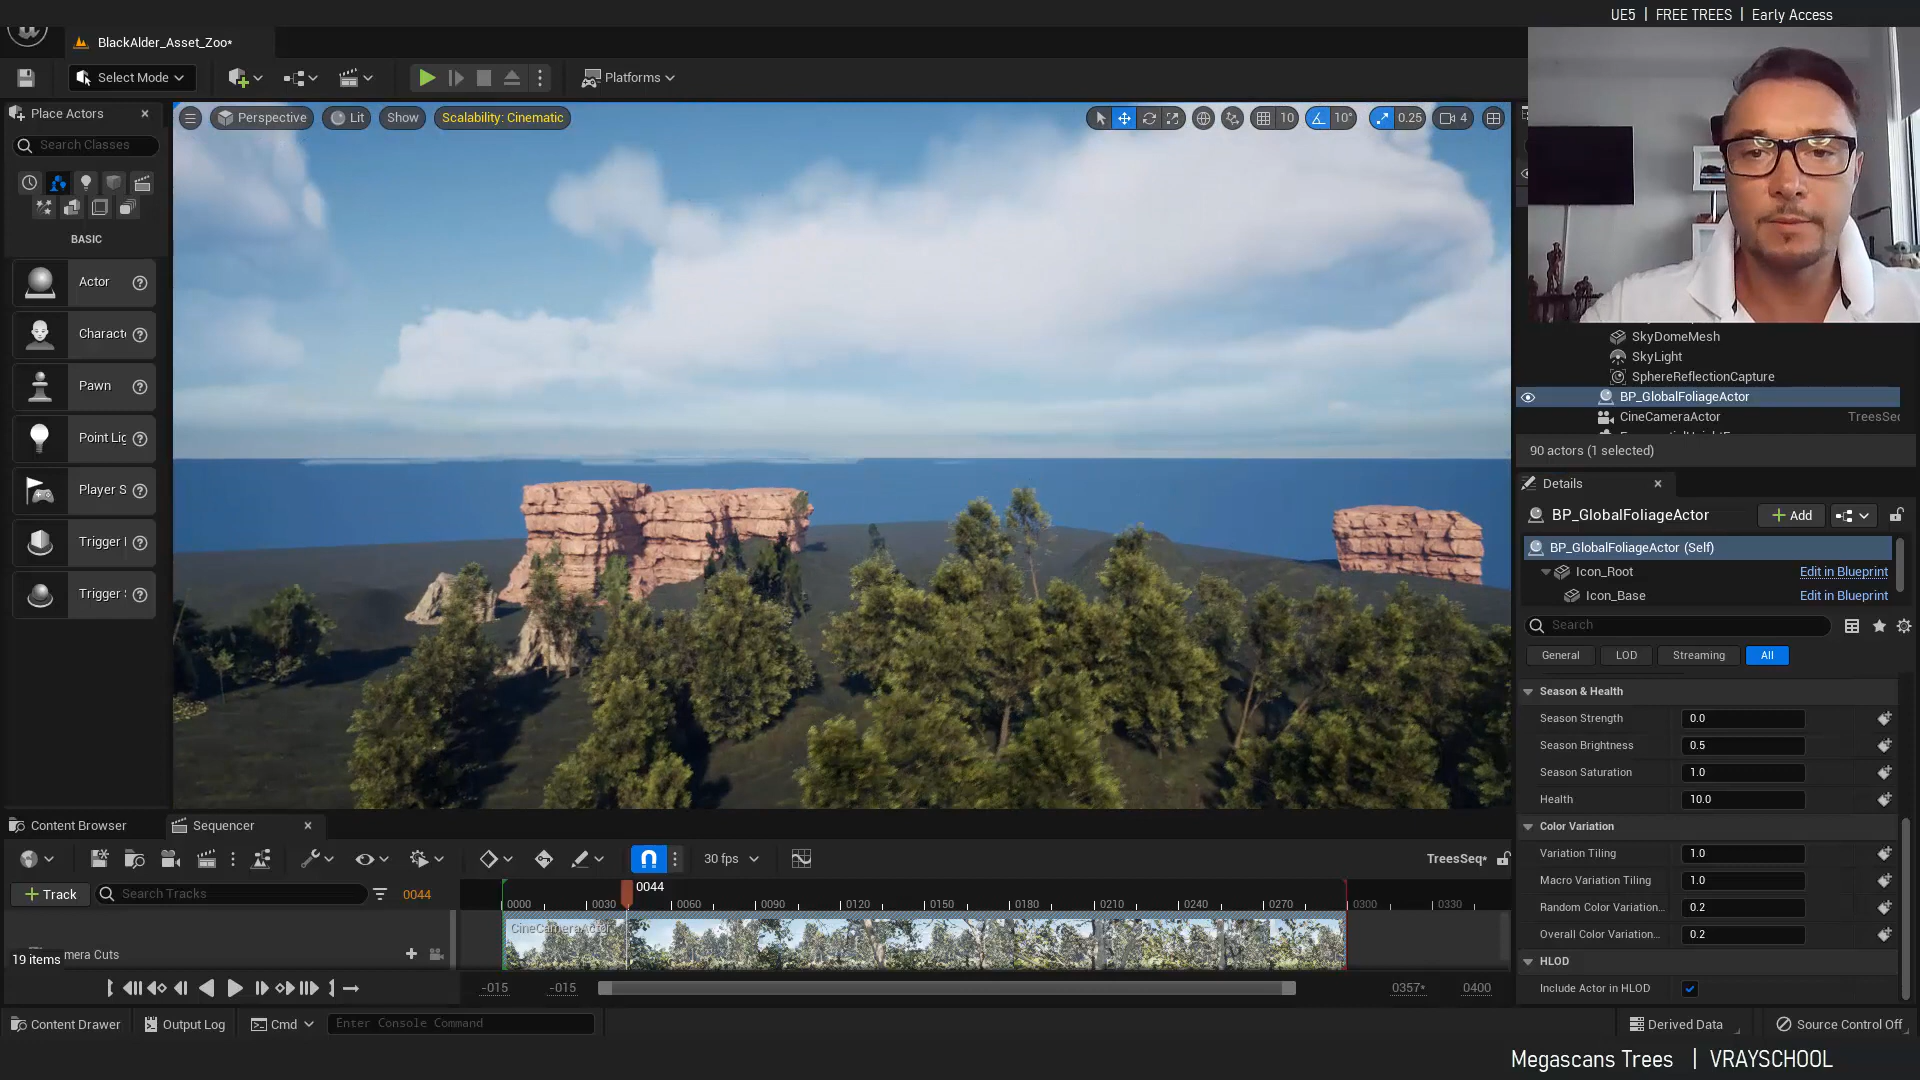 UE5 | FREE TREES | Early Access
BlackAlder_Asset_Zoo*
Select Mode
Platforms
Place Actors
Search Classes
BASIC
Actor
Charact
Pawn
Point Lig
Player S
Trigger
Trigger
Perspective
Lit
Show
Scalability: Cinematic
10
10°
0.25
4
SkyDomeMesh
SkyLight
SphereReflectionCapture
BP_GlobalFoliageActor
CineCameraActor
TreesSeq
90 actors (1 selected)
Details
BP_GlobalFoliageActor
Add
BP_GlobalFoliageActor (Self)
Icon_Root
Edit in Blueprint
Icon_Base
Edit in Blueprint
Search
General
LOD
Streaming
All
Season & Health
Season Strength
0.0
Season Brightness
0.5
Season Saturation
1.0
Health
10.0
Color Variation
Variation Tiling
1.0
Macro Variation Tiling
1.0
Random Color Variation...
0.2
Overall Color Variation...
0.2
HLOD
Include Actor in HLOD
Content Browser
Sequencer
30 fps
TreesSeq*
Track
Search Tracks
0044
0044
0000 0030 0060 0090 0120 0150 0180 0210 0240 0270 0300 0330
CineCameraActor
19 items
mera Cuts
-015
-015
0357*
0400
Content Drawer
Output Log
Cmd
Enter Console Command
Derived Data
Source Control Off
Megascans Trees | VRAYSCHOOL